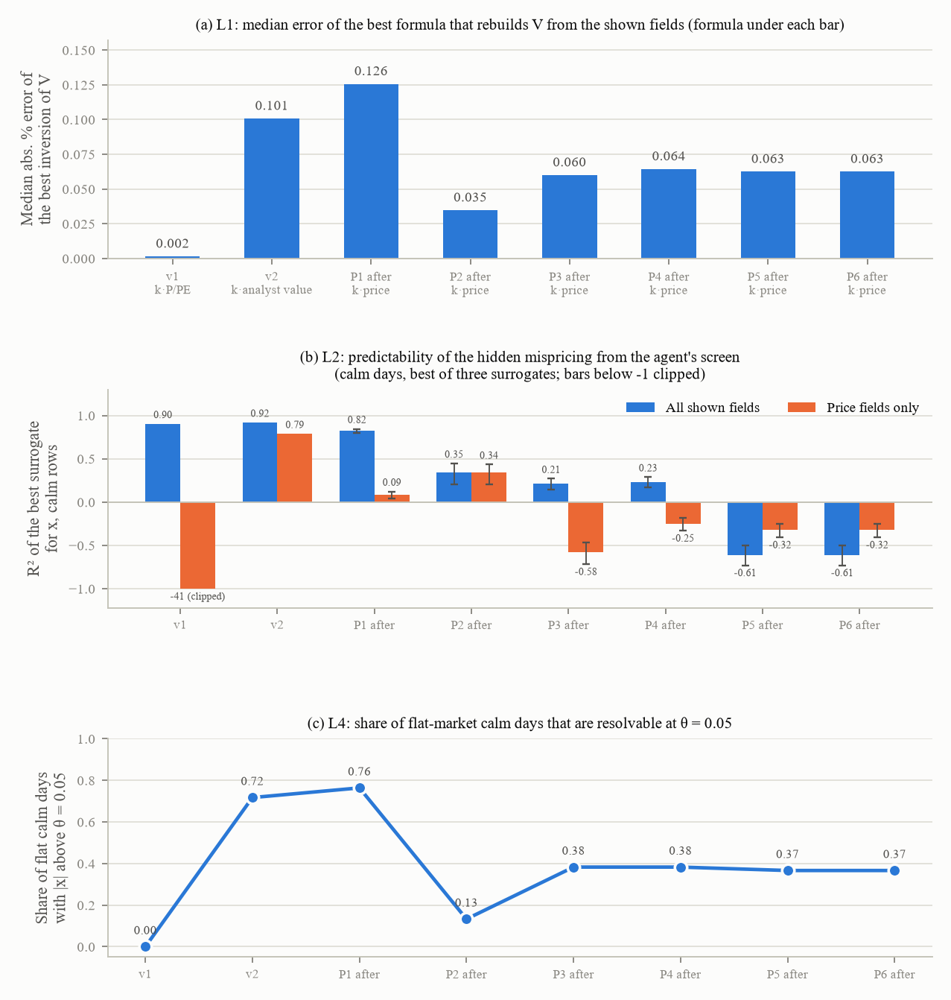 (a) L1: median error of the best formula that rebuilds V from the shown fields (formula under each bar)
Median abs. % error of
the best inversion of V
0.150
0.125
0.100
0.075
0.050
0.025
0.000
0.002
0.101
0.126
0.035
0.060
0.064
0.063
0.063
v1
k·P/PE
v2
k·analyst value
P1 after
k·price
P2 after
k·price
P3 after
k·price
P4 after
k·price
P5 after
k·price
P6 after
k·price
(b) L2: predictability of the hidden mispricing from the agent's screen
(calm days, best of three surrogates; bars below -1 clipped)
R² of the best surrogate
for x, calm rows
1.0
0.5
0.0
−0.5
−1.0
All shown fields
Price fields only
0.90
-41 (clipped)
0.92
0.79
0.82
0.09
0.35
0.34
0.21
-0.58
0.23
-0.25
-0.61
-0.32
-0.61
-0.32
v1
v2
P1 after
P2 after
P3 after
P4 after
P5 after
P6 after
(c) L4: share of flat-market calm days that are resolvable at θ = 0.05
Share of flat calm days
with |x| above θ = 0.05
1.0
0.8
0.6
0.4
0.2
0.0
0.00
0.72
0.76
0.13
0.38
0.38
0.37
0.37
v1
v2
P1 after
P2 after
P3 after
P4 after
P5 after
P6 after